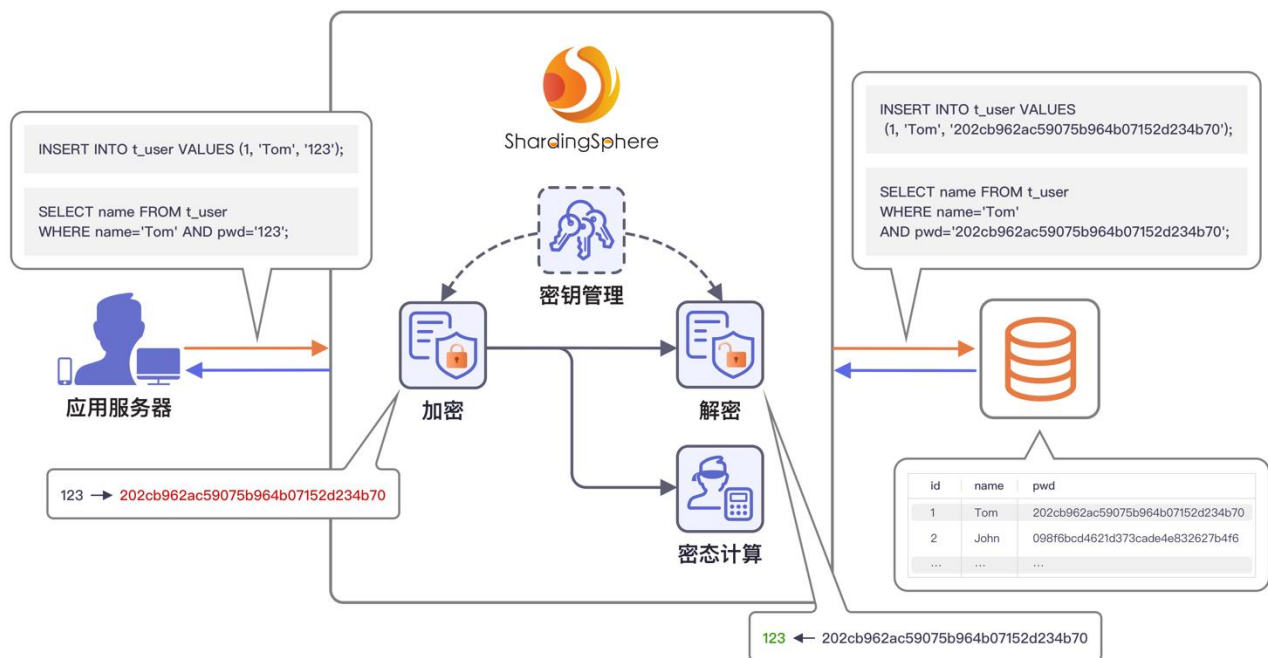 ShardingSphere
INSERT INTO t_user VALUES (1, 'Tom', '123');
SELECT name FROM t_user
WHERE name='Tom' AND pwd='123';
INSERT INTO t_user VALUES
(1, 'Tom', '202cb962ac59075b964b07152d234b70');
SELECT name FROM t_user
WHERE name='Tom'
AND pwd='202cb962ac59075b964b07152d234b70';
密钥管理
应用服务器
加密
解密
123 → 202cb962ac59075b964b07152d234b70
密态计算
id name pwd
1 Tom 202cb962ac59075b964b07152d234b70
2 John 098f6bcd4621d373cade4e832627b4f6
... ... ...
123 ← 202cb962ac59075b964b07152d234b70